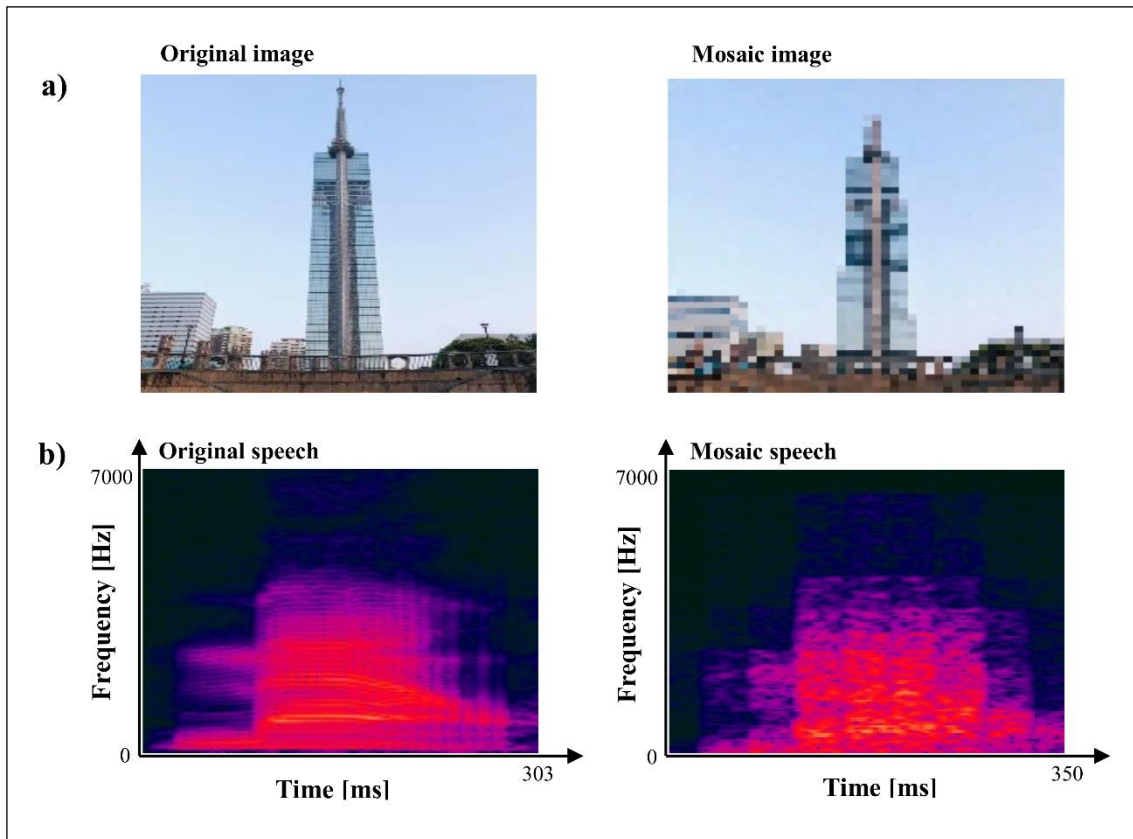 Original image
Mosaic image
a)
b)
Original speech
Mosaic speech
7000
Frequency [Hz]
0
Time [ms]
303
7000
Frequency [Hz]
0
Time [ms]
350